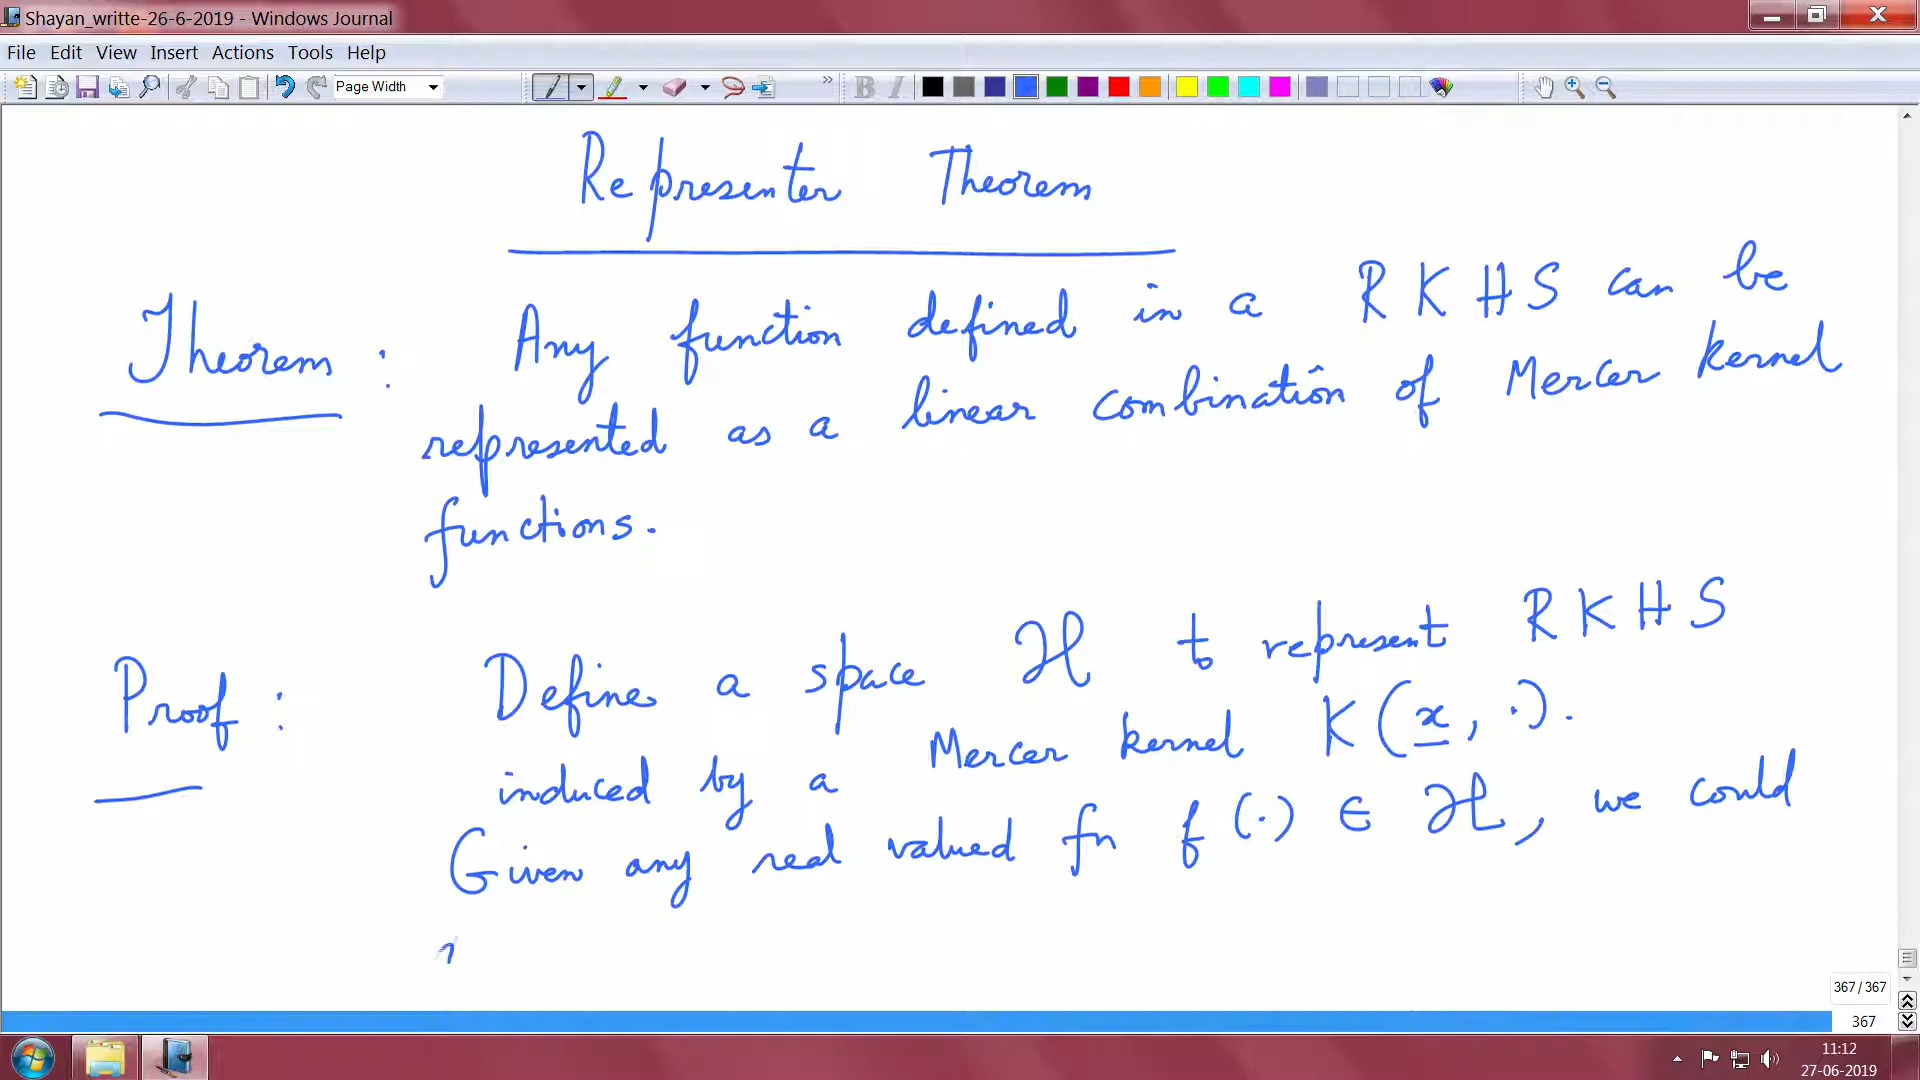 Shayan_writte-26-6-2019 - Windows Journal
File Edit View Insert Actions Tools Help
Page Width
B I
Representer Theorem
Theorem : Any function defined in a RKHS can be
represented as a linear combination of Mercer kernel
functions.
Proof : Define a space H to represent RKHS
induced by a Mercer kernel K(x, ·).
Given any real valued fn f(·) ∈ H, we could
367 / 367
367
11:12
27-06-2019